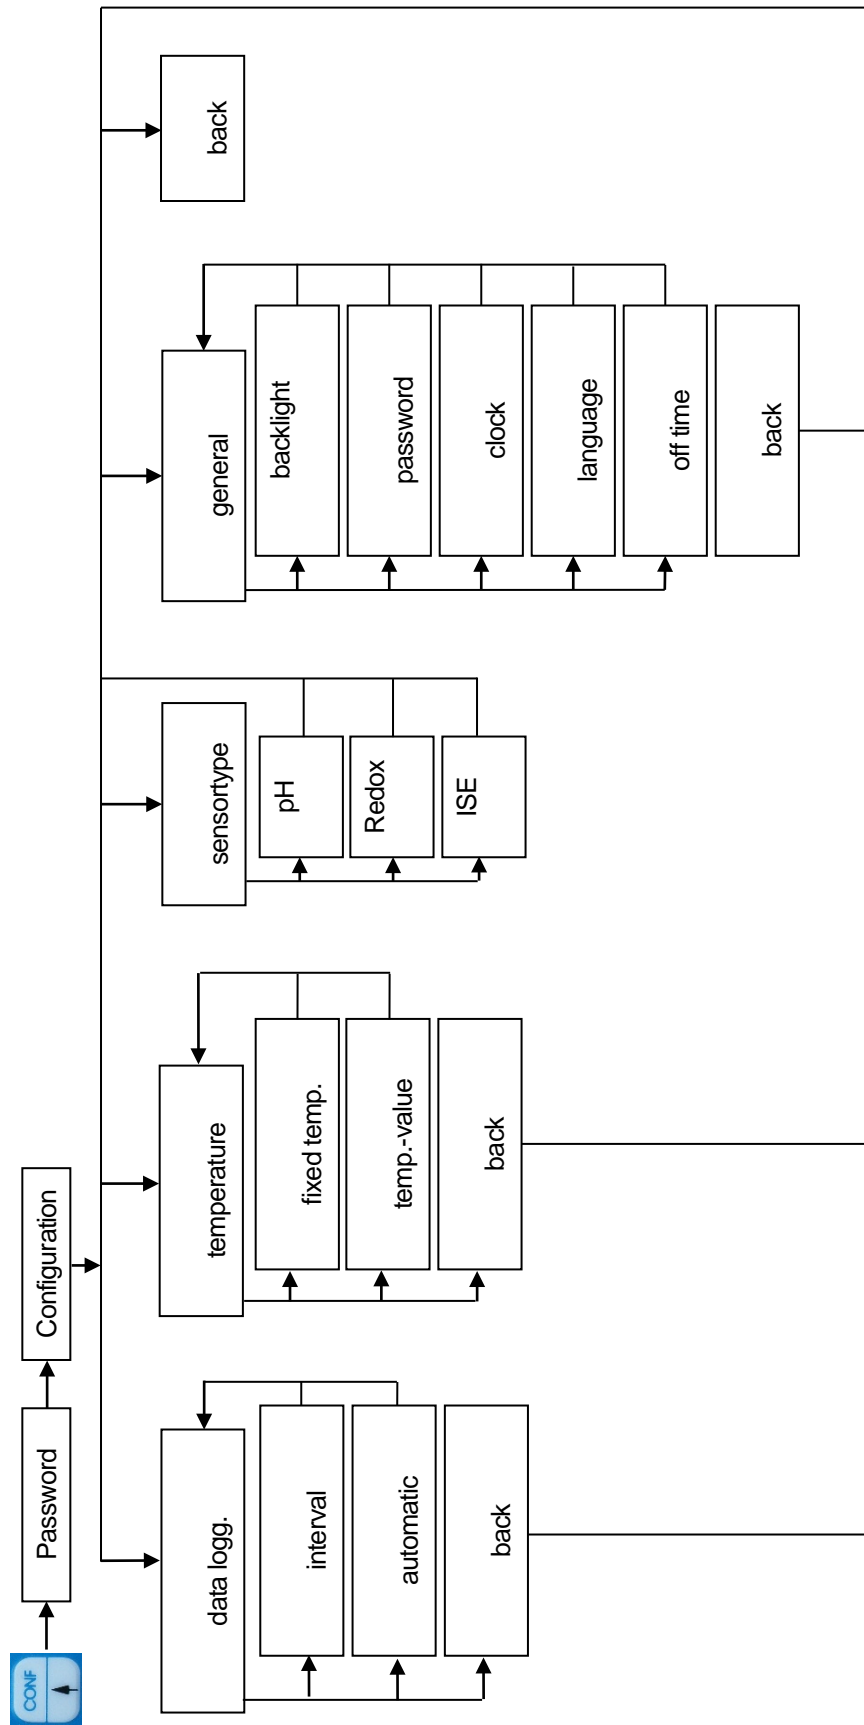 CONF
Password
Configuration
data logg.
interval
automatic
back
temperature
fixed temp.
temp.-value
back
sensortype
pH
Redox
ISE
general
backlight
password
clock
language
off time
back
back